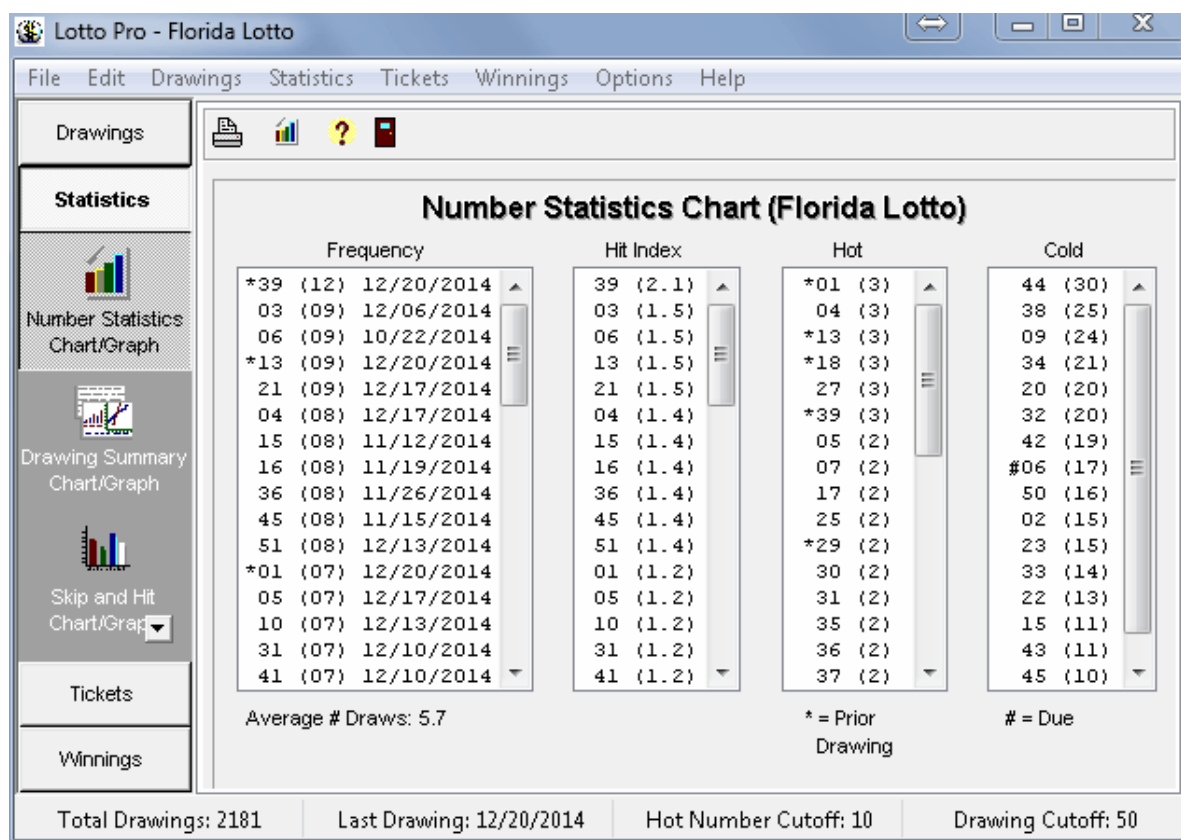 Lotto Pro - Florida Lotto
File Edit Drawings Statistics Tickets Winnings Options Help
Drawings
Statistics
Number Statistics
Chart/Graph
Drawing Summary
Chart/Graph
Skip and Hit
Chart/Grap
Tickets
Winnings
Number Statistics Chart (Florida Lotto)
Frequency
*39 (12) 12/20/2014
03 (09) 12/06/2014
06 (09) 10/22/2014
*13 (09) 12/20/2014
21 (09) 12/17/2014
04 (08) 12/17/2014
15 (08) 11/12/2014
16 (08) 11/19/2014
36 (08) 11/26/2014
45 (08) 11/15/2014
51 (08) 12/13/2014
*01 (07) 12/20/2014
05 (07) 12/17/2014
10 (07) 12/13/2014
31 (07) 12/10/2014
41 (07) 12/10/2014
Average # Draws: 5.7
Hit Index
39 (2.1)
03 (1.5)
06 (1.5)
13 (1.5)
21 (1.5)
04 (1.4)
15 (1.4)
16 (1.4)
36 (1.4)
45 (1.4)
51 (1.4)
01 (1.2)
05 (1.2)
10 (1.2)
31 (1.2)
41 (1.2)
Hot
*01 (3)
04 (3)
*13 (3)
*18 (3)
27 (3)
*39 (3)
05 (2)
07 (2)
17 (2)
25 (2)
*29 (2)
30 (2)
31 (2)
35 (2)
36 (2)
37 (2)
* = Prior
Drawing
Cold
44 (30)
38 (25)
09 (24)
34 (21)
20 (20)
32 (20)
42 (19)
#06 (17)
50 (16)
02 (15)
23 (15)
33 (14)
22 (13)
15 (11)
43 (11)
45 (10)
# = Due
Total Drawings: 2181
Last Drawing: 12/20/2014
Hot Number Cutoff: 10
Drawing Cutoff: 50